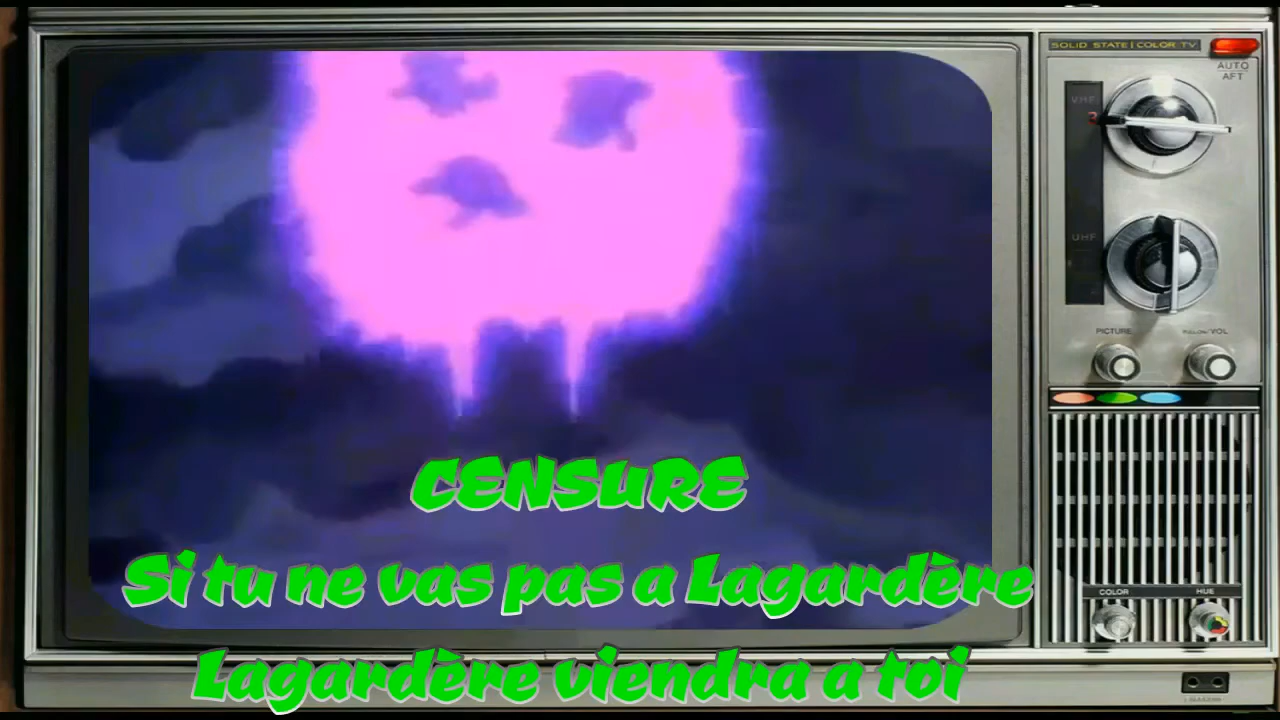 SOLID STATE | COLOR TV
AUTO
AFT
VHF
2
UHF
PICTURE
VOL
CENSURE
Si tu ne vas pas a Lagardère
COLOR
HUE
Lagardère viendra a toi